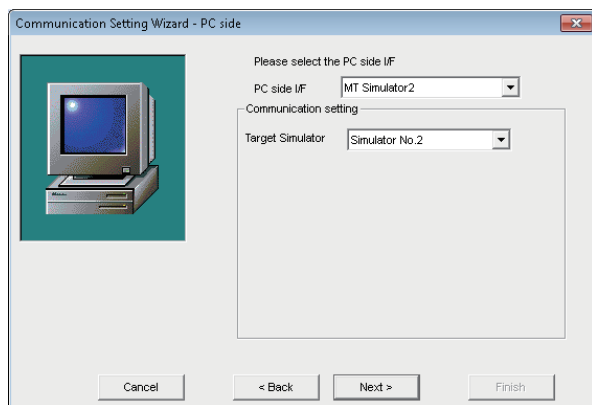 Communication Setting Wizard - PC side
Please select the PC side I/F
PC side I/F MT Simulator2
Communication setting
Target Simulator Simulator No.2
Cancel < Back Next > Finish